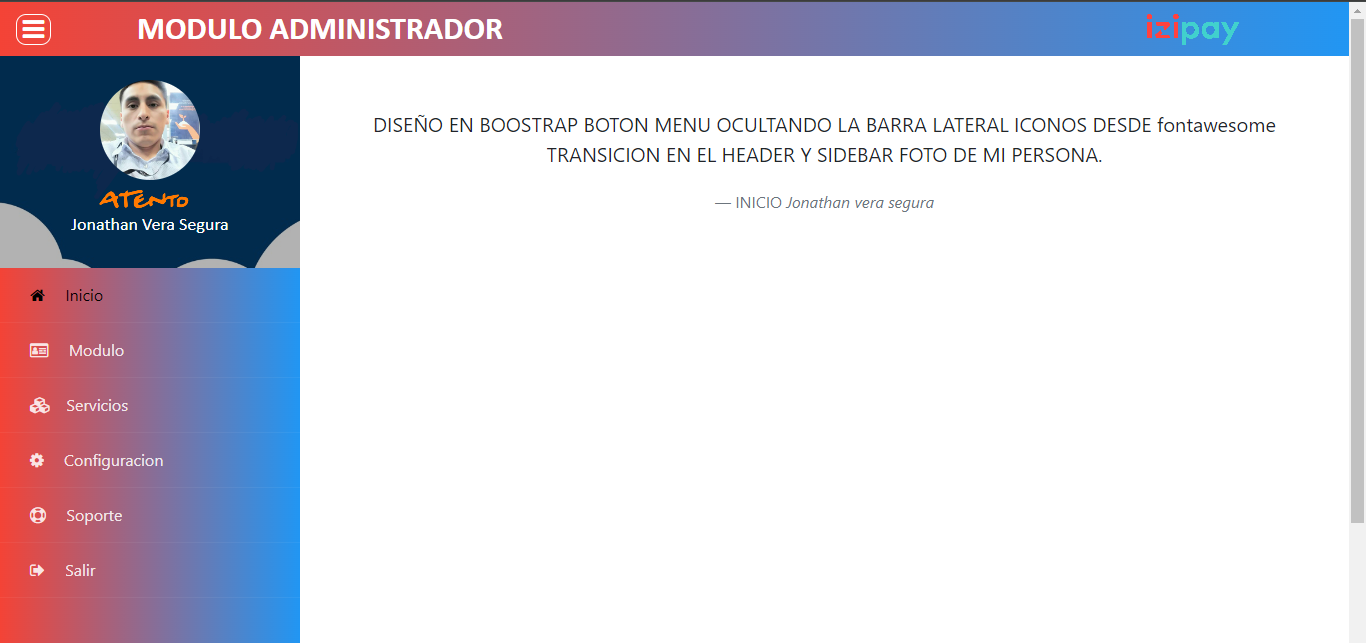 MODULO ADMINISTRADOR
izipay
ATENTO
Jonathan Vera Segura
Inicio
Modulo
Servicios
Configuracion
Soporte
Salir
DISEÑO EN BOOSTRAP BOTON MENU OCULTANDO LA BARRA LATERAL ICONOS DESDE fontawesome
TRANSICION EN EL HEADER Y SIDEBAR FOTO DE MI PERSONA.
— INICIO Jonathan vera segura